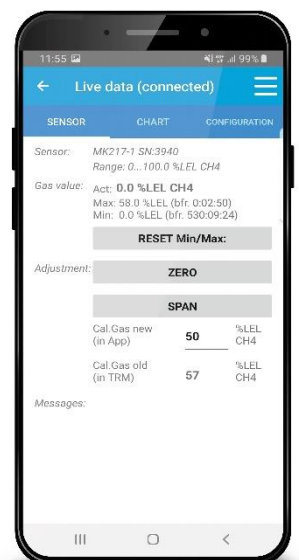 11:55 99%
Live data (connected)
SENSOR CHART CONFIGURATION
Sensor: MK217-1 SN:3940
Range: 0...100.0 %LEL CH4
Gas value: Act: 0.0 %LEL CH4
Max: 58.0 %LEL (bfr. 0:02:50)
Min: 0.0 %LEL (bfr. 530:09:24)
RESET Min/Max:
Adjustment: ZERO
SPAN
Cal.Gas new 50 %LEL
(in App) CH4
Cal.Gas old 57 %LEL
(in TRM) CH4
Messages: